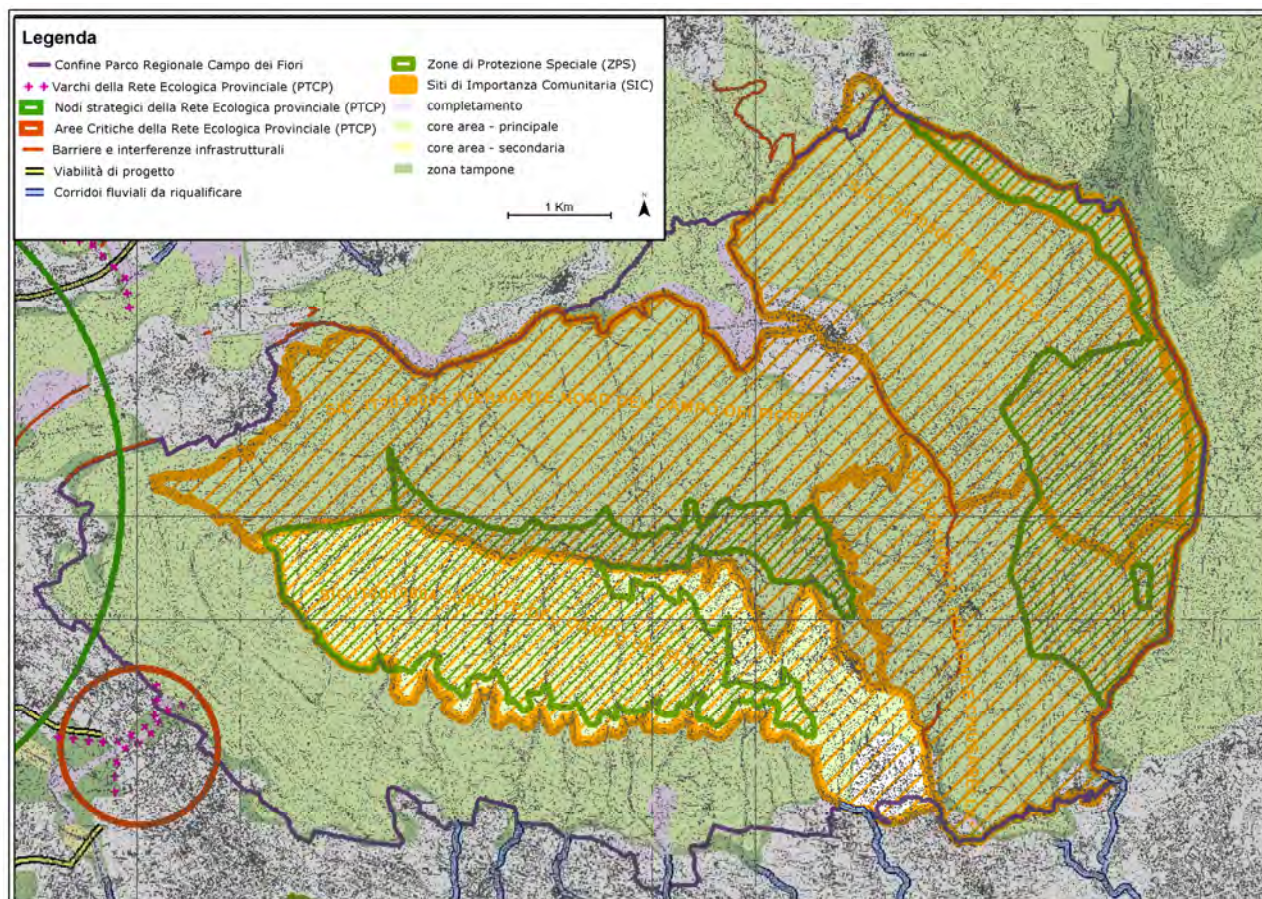 Legenda
Confine Parco Regionale Campo dei Fiori
Varchi della Rete Ecologica Provinciale (PTCP)
Nodi strategici della Rete Ecologica provinciale (PTCP)
Aree Critiche della Rete Ecologica Provinciale (PTCP)
Barriere e interferenze infrastrutturali
Viabilità di progetto
Corridoi fluviali da riqualificare
Zone di Protezione Speciale (ZPS)
Siti di Importanza Comunitaria (SIC)
completamento
core area - principale
core area - secondaria
zona tampone
1 Km
N
VERSANTE NORD DEL CAMPO DEI FIORI